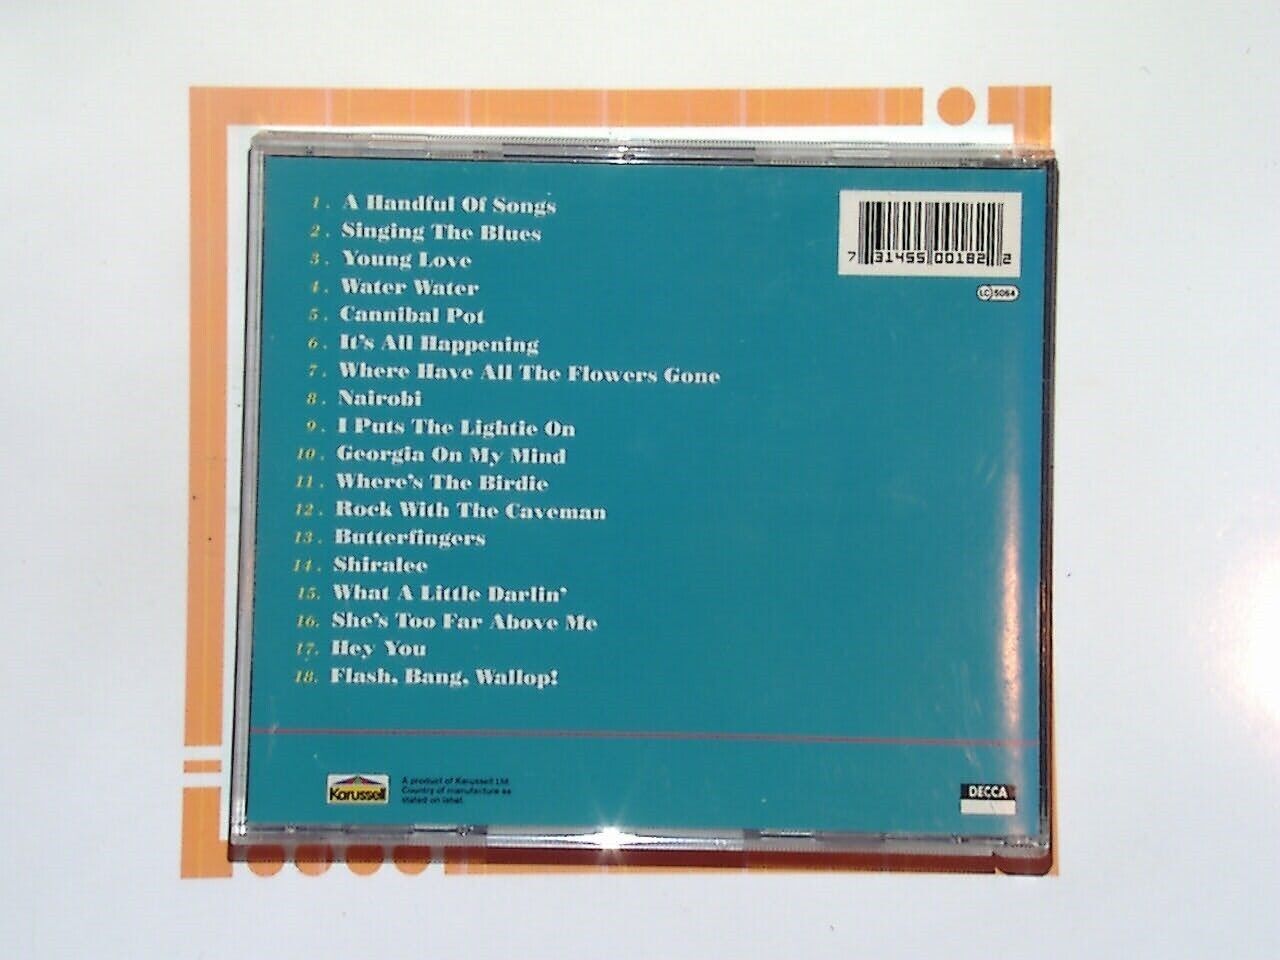 1. A Handful Of Songs
2. Singing The Blues
3. Young Love
4. Water Water
5. Cannibal Pot
6. It's All Happening
7. Where Have All The Flowers Gone
8. Nairobi
9. I Puts The Lightie On
10. Georgia On My Mind
11. Where's The Birdie
12. Rock With The Caveman
13. Butterfingers
14. Shiralee
15. What A Little Darlin'
16. She's Too Far Above Me
17. Hey You
18. Flash, Bang, Wallop!
7 31455 00182 2
LC 5064
Karussell
A product of Karussell Ltd.
Country of manufacture as
stated on label.
DECCA